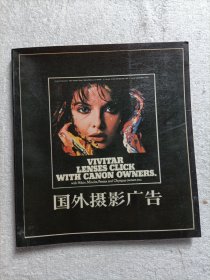 VIVITAR
LENSES CLICK
WITH CANON OWNERS.
国外摄影广告